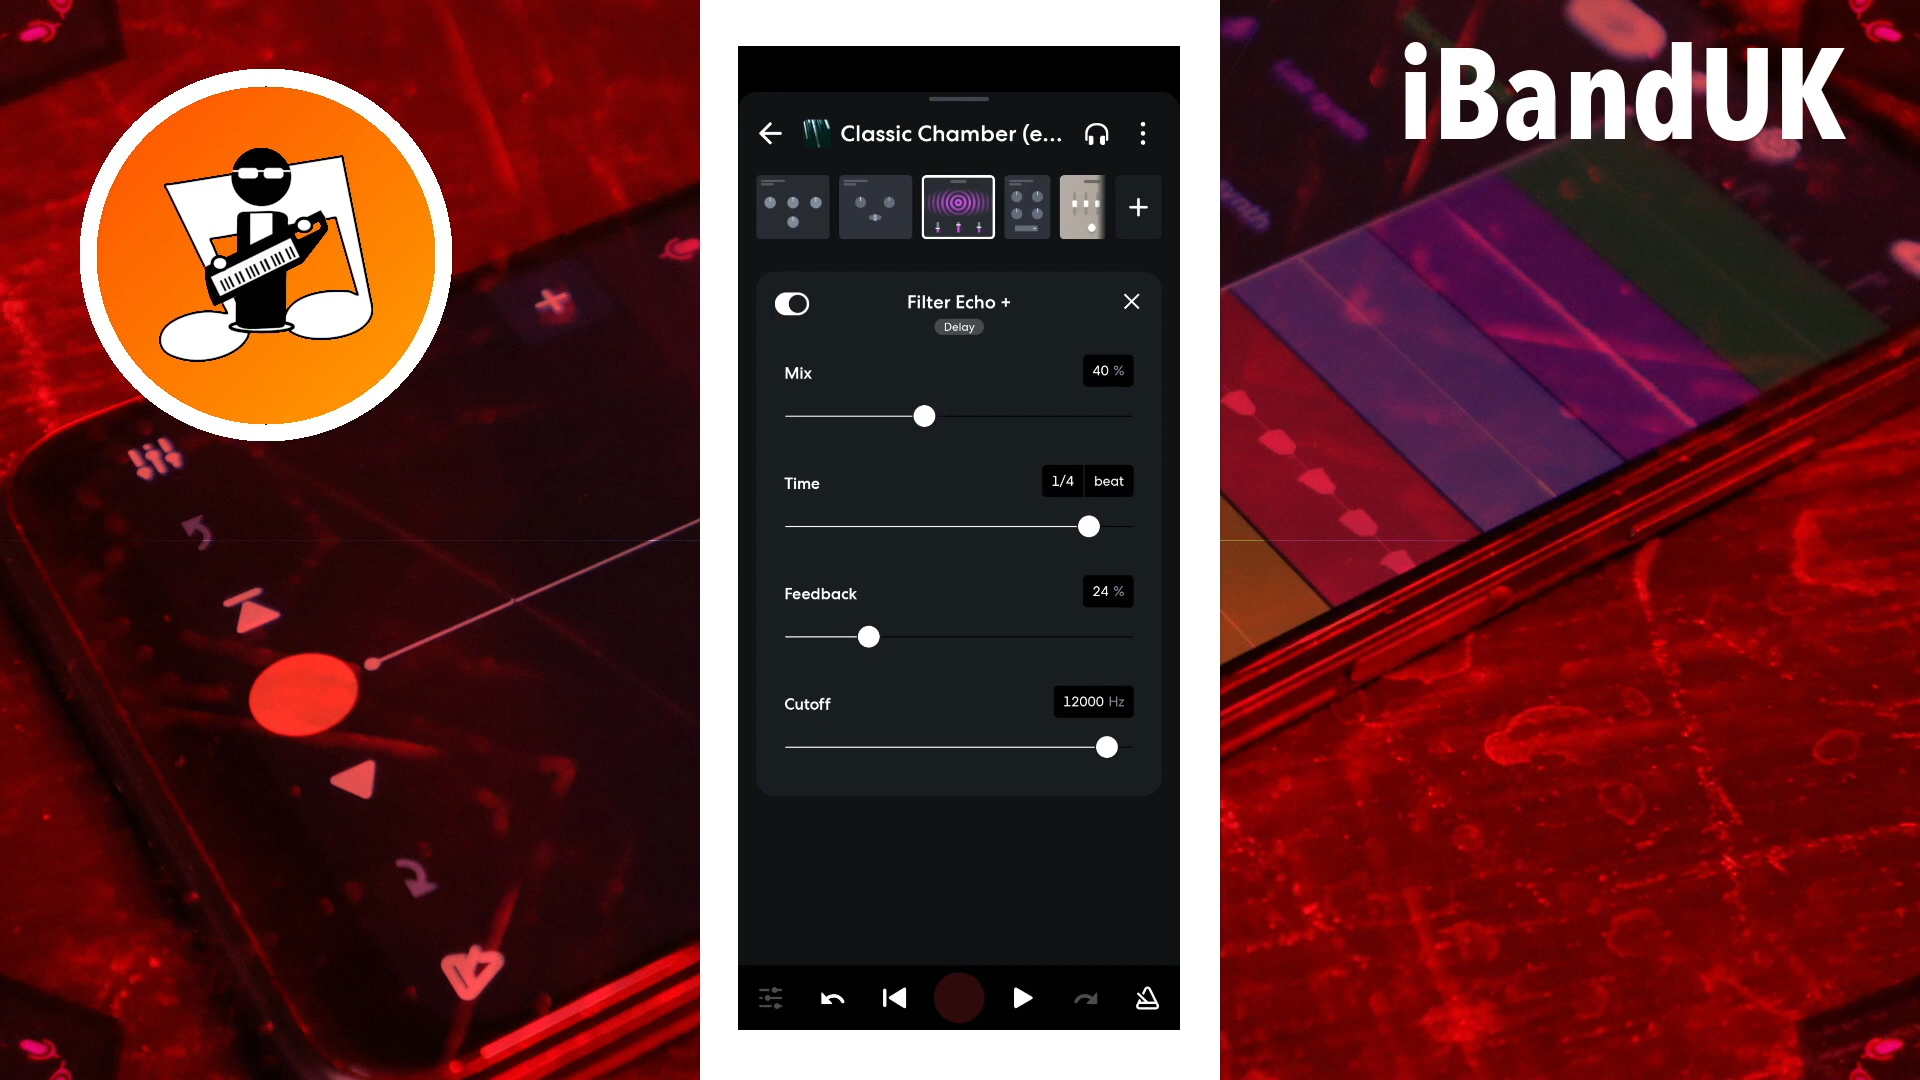 iBandUK
Classic Chamber (e...
Filter Echo +
Delay
Mix
40 %
Time
1/4 beat
Feedback
24 %
Cutoff
12000 Hz